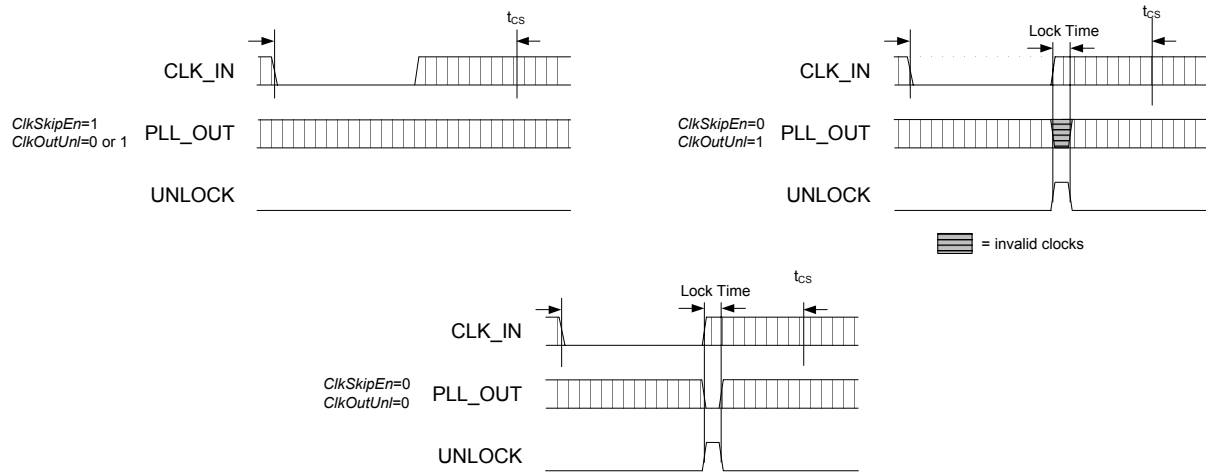 tCS
CLK_IN
ClkSkipEn=1
ClkOutUnl=0 or 1
PLL_OUT
UNLOCK
Lock Time
tCS
CLK_IN
ClkSkipEn=0
ClkOutUnl=1
PLL_OUT
UNLOCK
= invalid clocks
Lock Time
tCS
CLK_IN
ClkSkipEn=0
ClkOutUnl=0
PLL_OUT
UNLOCK